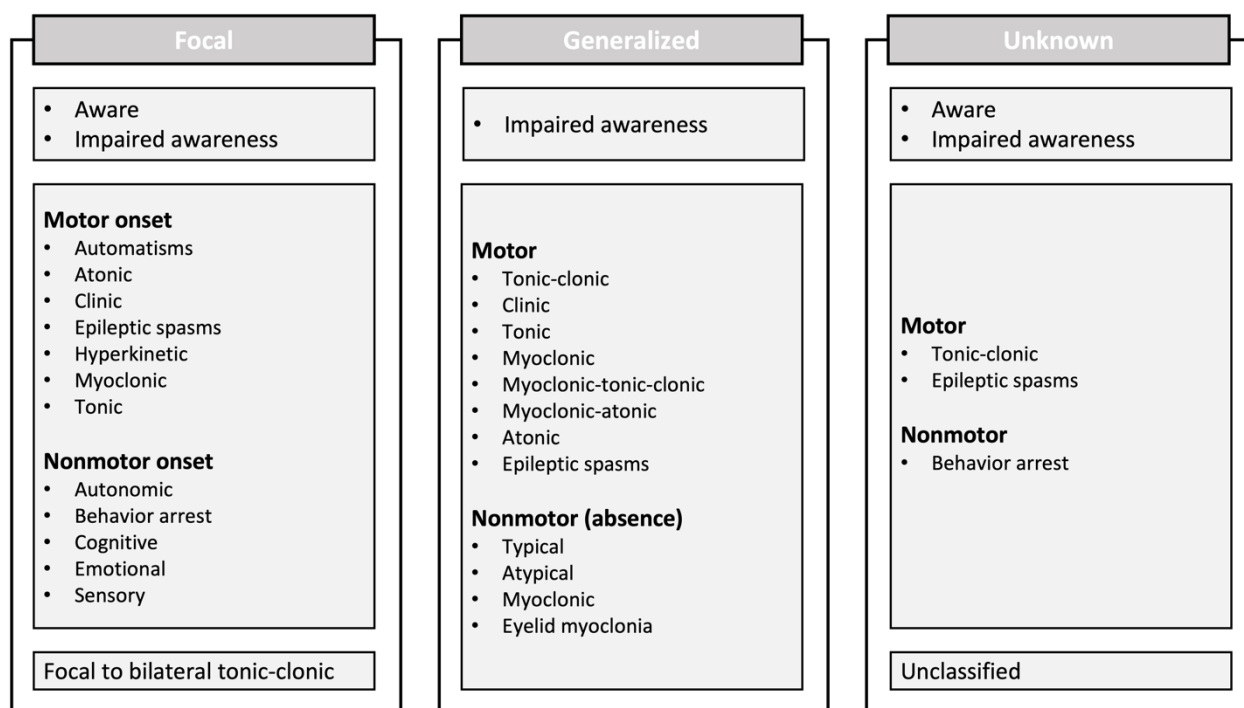 Focal
Aware
Impaired awareness
Motor onset
Automatisms
Atonic
Clinic
Epileptic spasms
Hyperkinetic
Myoclonic
Tonic
Nonmotor onset
Autonomic
Behavior arrest
Cognitive
Emotional
Sensory
Focal to bilateral tonic-clonic
Generalized
Impaired awareness
Motor
Tonic-clonic
Clinic
Tonic
Myoclonic
Myoclonic-tonic-clonic
Myoclonic-atonic
Atonic
Epileptic spasms
Nonmotor (absence)
Typical
Atypical
Myoclonic
Eyelid myoclonia
Unknown
Aware
Impaired awareness
Motor
Tonic-clonic
Epileptic spasms
Nonmotor
Behavior arrest
Unclassified